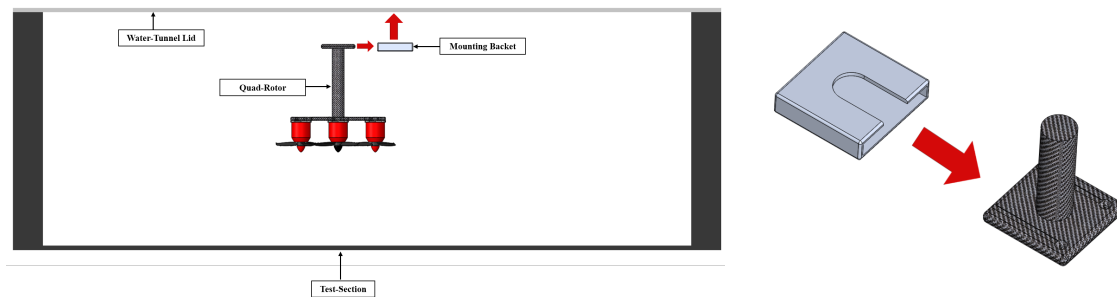 Water-Tunnel Lid
Mounting Backet
Quad-Rotor
Test-Section